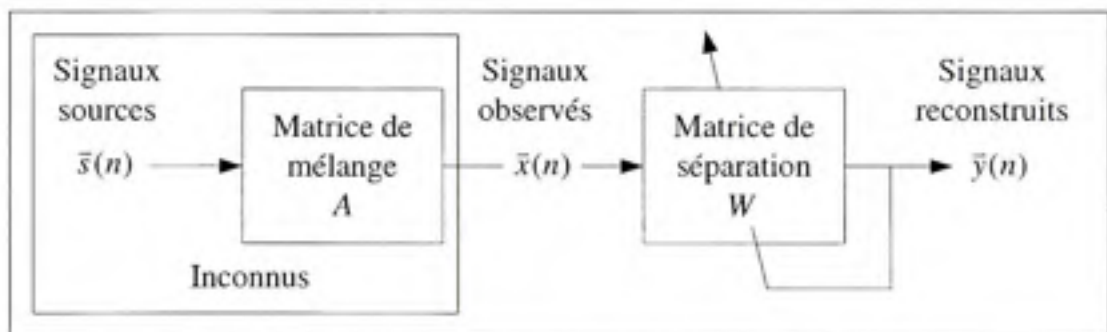 Signaux
sources
s̄(n)
Matrice de
mélange
A
Inconnus
Signaux
observés
x̄(n)
Matrice de
séparation
W
Signaux
reconstruits
ȳ(n)